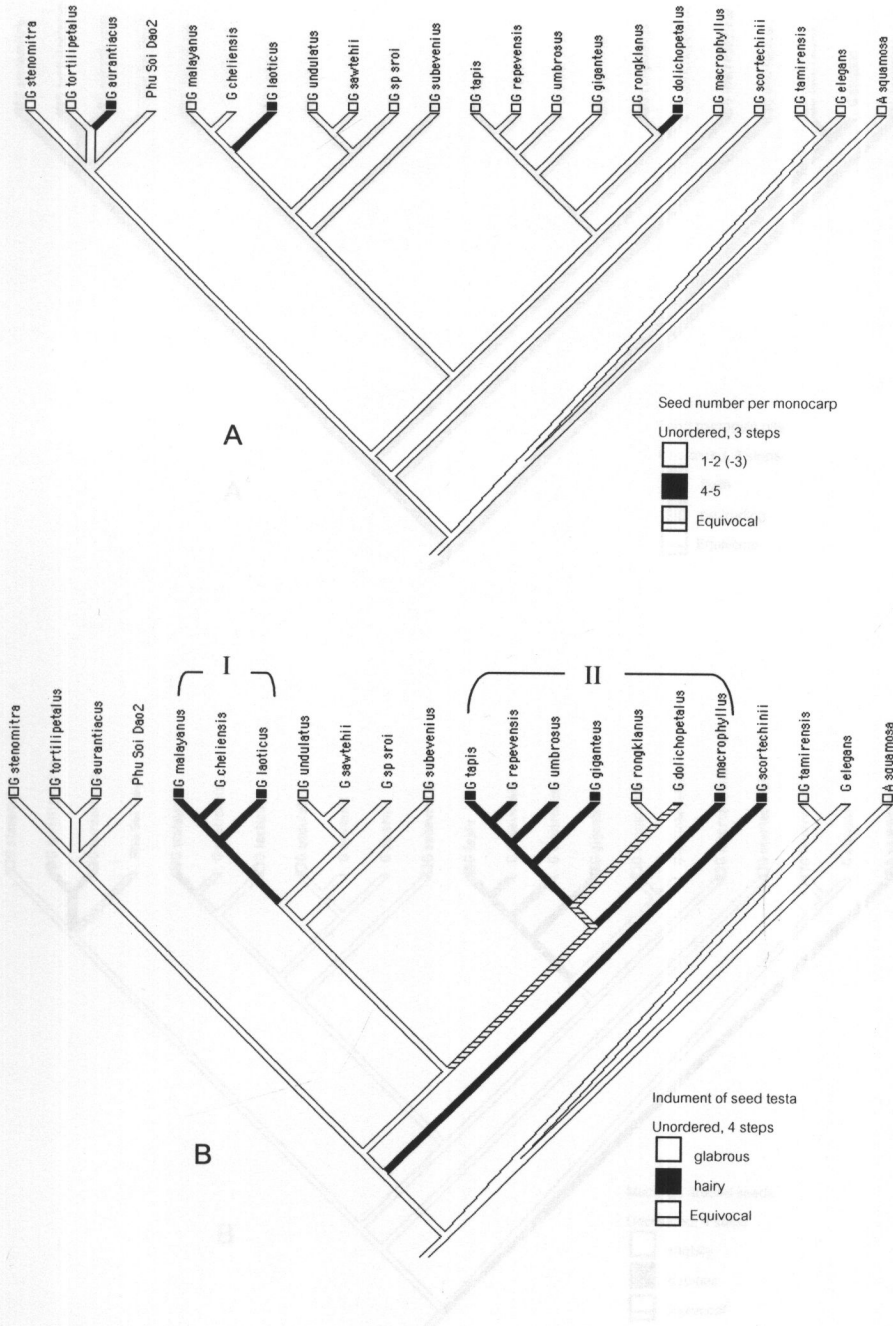 G stenomitra
G tortilipetalus
G aurantiacus
Phu Soi Dao2
G malayanus
G cheliensis
G laoticus
G undulatus
G sawtehii
G sp sroi
G subevenius
G tapis
G repevensis
G umbrosus
G giganteus
G rongklanus
G dolichopetalus
G macrophyllus
G scortechinii
G tamirensis
G elegans
A squamosa
A
Seed number per monocarp
Unordered, 3 steps
1-2 (-3)
4-5
Equivocal
I
II
G stenomitra
G tortilipetalus
G aurantiacus
Phu Soi Dao2
G malayanus
G cheliensis
G laoticus
G undulatus
G sawtehii
G sp sroi
G subevenius
G tapis
G repevensis
G umbrosus
G giganteus
G rongklanus
G dolichopetalus
G macrophyllus
G scortechinii
G tamirensis
G elegans
A squamosa
B
Indument of seed testa
Unordered, 4 steps
glabrous
hairy
Equivocal